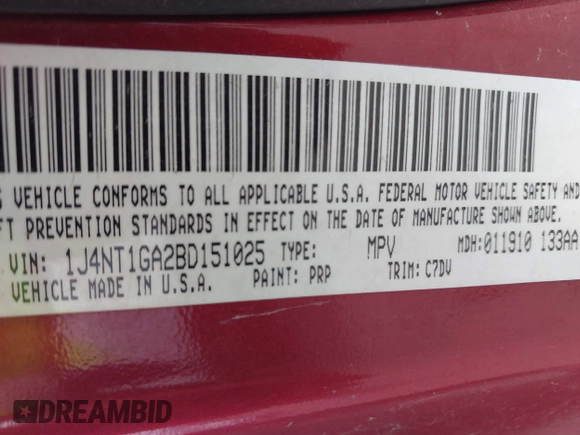 S VEHICLE CONFORMS TO ALL APPLICABLE U.S.A. FEDERAL MOTOR VEHICLE SAFETY AND
FT PREVENTION STANDARDS IN EFFECT ON THE DATE OF MANUFACTURE SHOWN ABOVE.
VIN: 1J4NT1GA2BD151025 TYPE: MPV MDH:011910 133AA
VEHICLE MADE IN U.S.A. PAINT: PRP TRIM: C7DV
DREAMBID